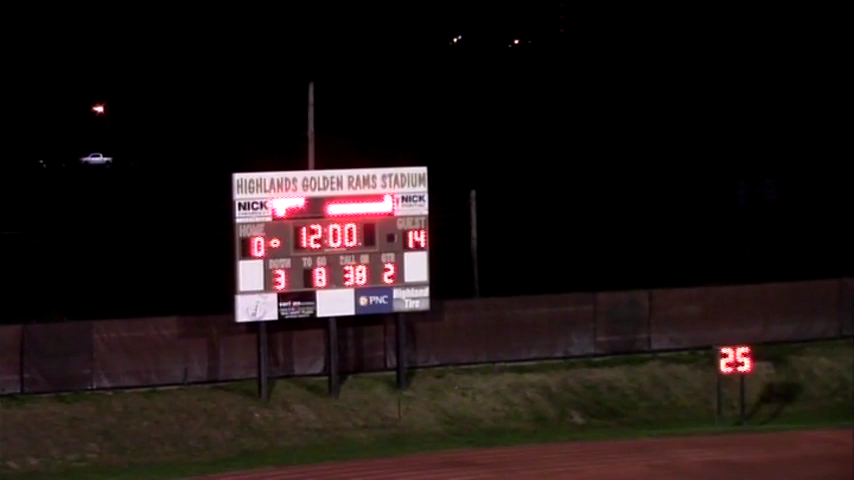 HIGHLANDS GOLDEN RAMS STADIUM
NICK NICK
HOME 12:00 GUEST
0 14
DOWN TO GO BALL ON QTR
3 8 38 2
PNC
Highland
Tire
25